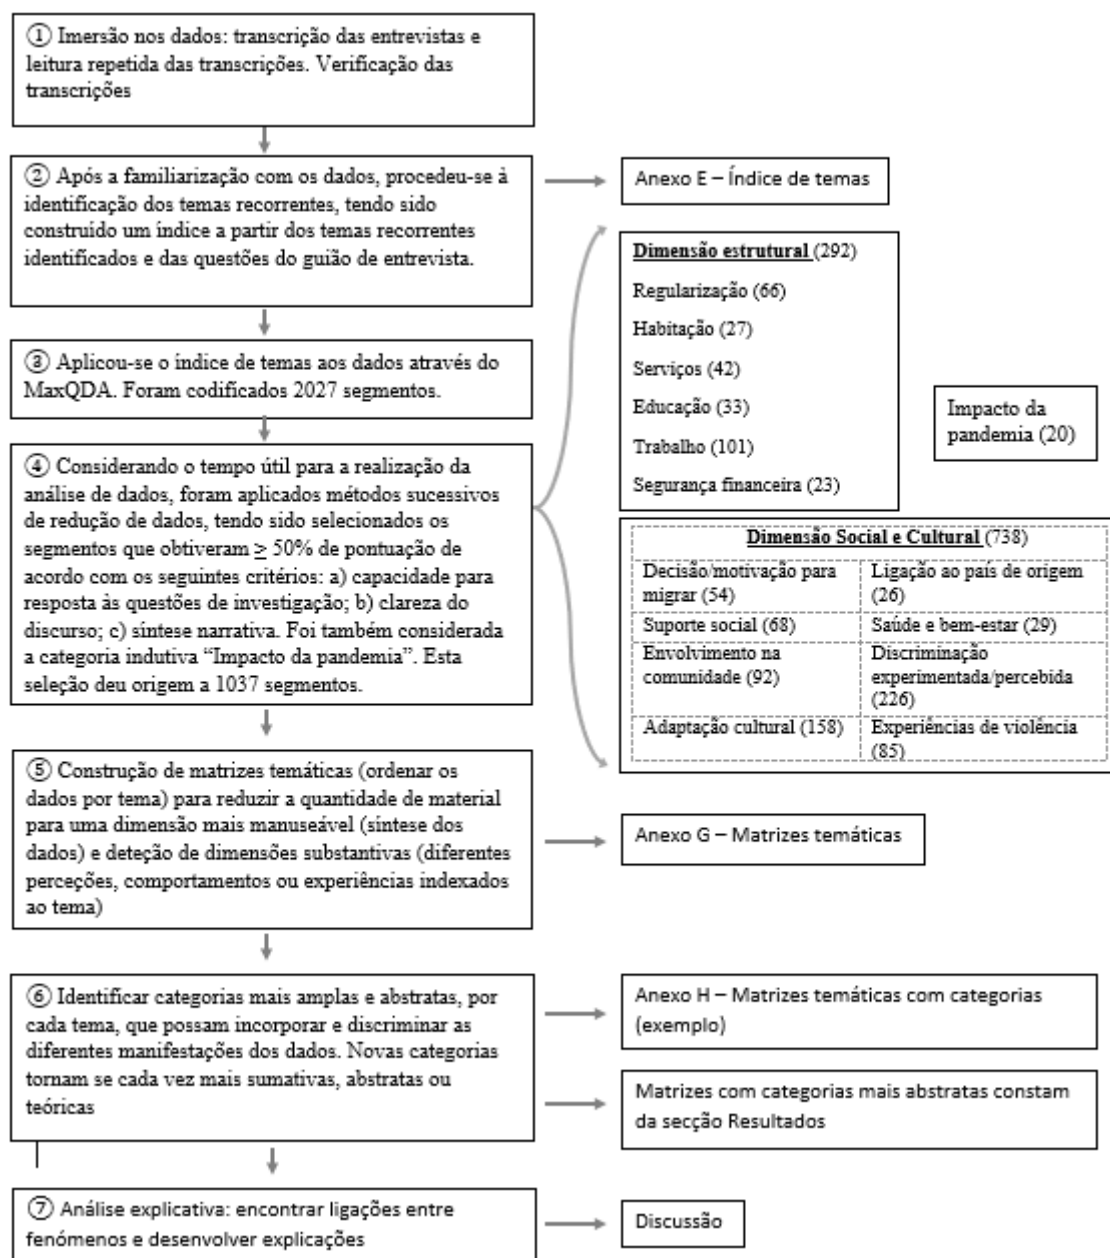 ① Imersão nos dados: transcrição das entrevistas e
leitura repetida das transcrições. Verificação das
transcrições
② Após a familiarização com os dados, procedeu-se à
identificação dos temas recorrentes, tendo sido
construído um índice a partir dos temas recorrentes
identificados e das questões do guião de entrevista.
Anexo E – Índice de temas
③ Aplicou-se o índice de temas aos dados através do
MaxQDA. Foram codificados 2027 segmentos.
④ Considerando o tempo útil para a realização da
análise de dados, foram aplicados métodos sucessivos
de redução de dados, tendo sido selecionados os
segmentos que obtiveram ≥ 50% de pontuação de
acordo com os seguintes critérios: a) capacidade para
resposta às questões de investigação; b) clareza do
discurso; c) síntese narrativa. Foi também considerada
a categoria indutiva “Impacto da pandemia”. Esta
seleção deu origem a 1037 segmentos.
Dimensão estrutural (292)
Regularização (66)
Habitação (27)
Serviços (42)
Educação (33)
Trabalho (101)
Segurança financeira (23)
Impacto da
pandemia (20)
Dimensão Social e Cultural (738)
Decisão/motivação para
migrar (54)
Ligação ao país de origem
(26)
Suporte social (68)
Saúde e bem-estar (29)
Envolvimento na
comunidade (92)
Discriminação
experimentada/percebida
(226)
Adaptação cultural (158)
Experiências de violência
(85)
⑤ Construção de matrizes temáticas (ordenar os
dados por tema) para reduzir a quantidade de material
para uma dimensão mais manuseável (síntese dos
dados) e deteção de dimensões substantivas (diferentes
perceções, comportamentos ou experiências indexados
ao tema)
Anexo G – Matrizes temáticas
⑥ Identificar categorias mais amplas e abstratas, por
cada tema, que possam incorporar e discriminar as
diferentes manifestações dos dados. Novas categorias
tornam se cada vez mais sumativas, abstratas ou
teóricas
Anexo H – Matrizes temáticas com categorias
(exemplo)
Matrizes com categorias mais abstratas constam
da secção Resultados
⑦ Análise explicativa: encontrar ligações entre
fenómenos e desenvolver explicações
Discussão